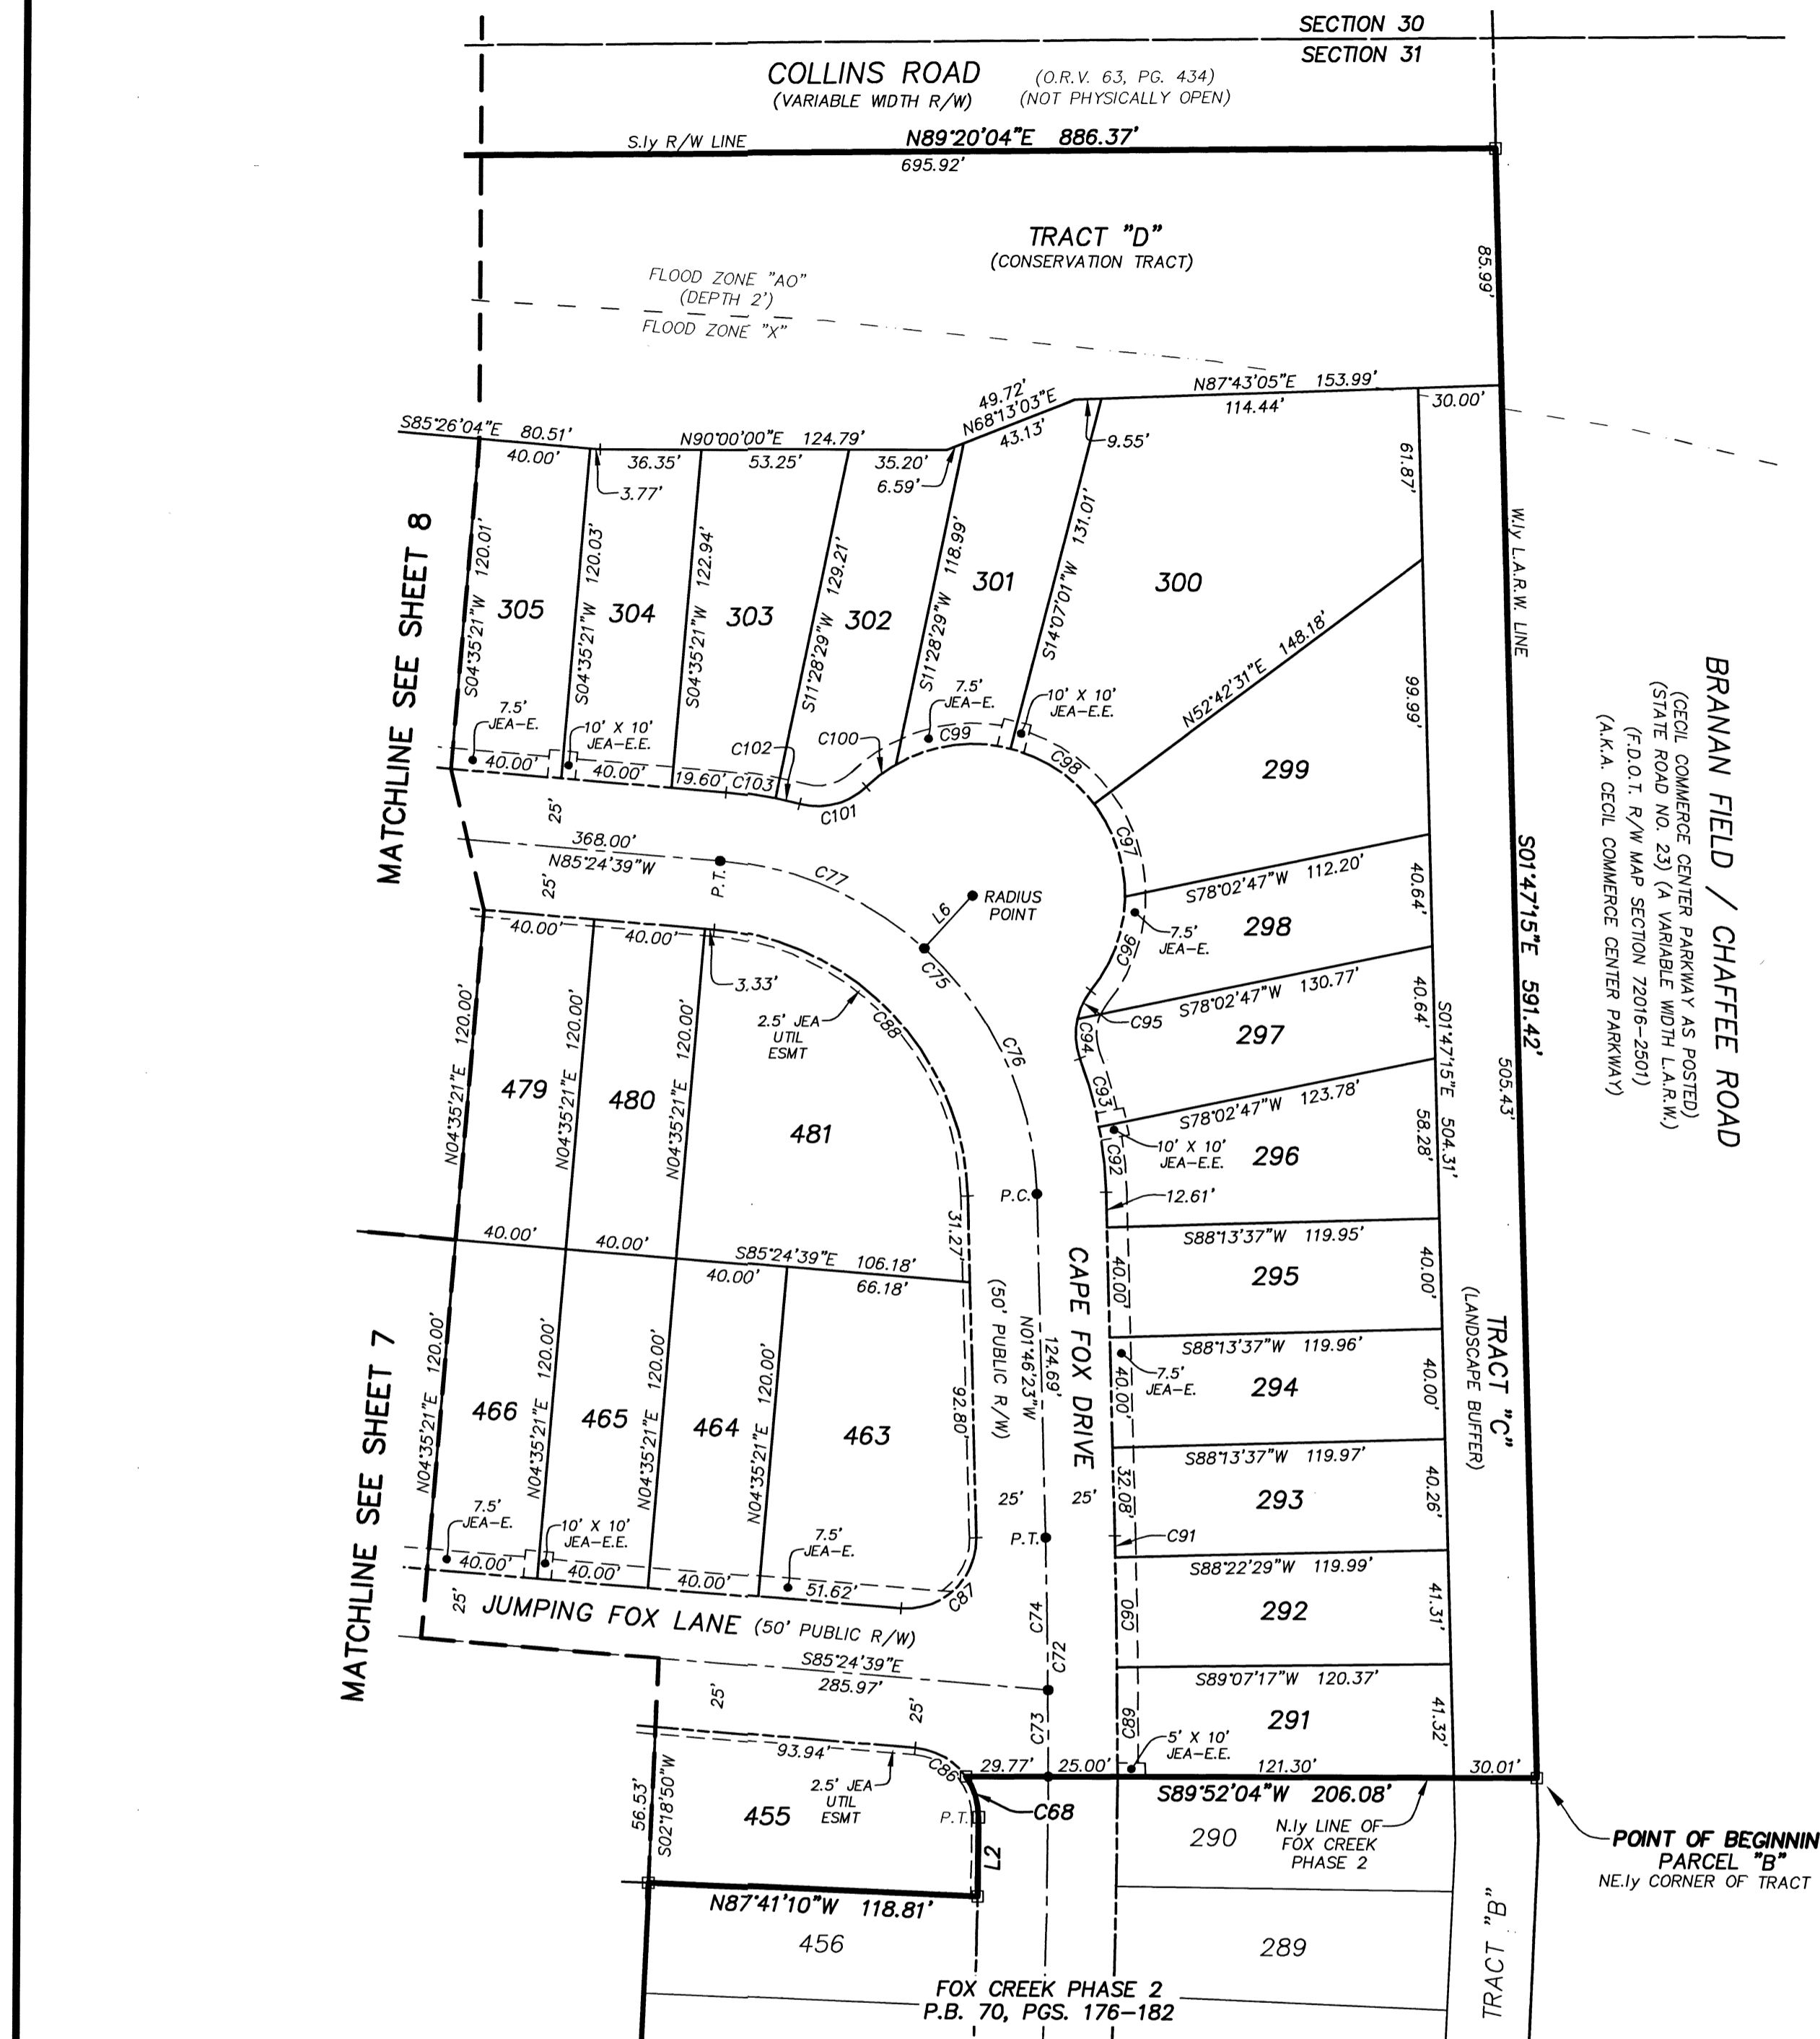 SECTION 30
SECTION 31
COLLINS ROAD
(VARIABLE WIDTH R/W)
(O.R.V. 63, PG. 434)
(NOT PHYSICALLY OPEN)
S.ly R/W LINE
N89°20'04"E 886.37'
695.92'
TRACT "D"
(CONSERVATION TRACT)
85.99'
FLOOD ZONE "AO"
(DEPTH 2')
FLOOD ZONE "X"
S85°26'04"E 80.51'
40.00'
3.77'
N90°00'00"E 124.79'
36.35'
53.25'
35.20'
6.59'
49.72'
N68°13'03"E
43.13'
9.55'
N87°43'05"E 153.99'
114.44'
30.00'
61.87'
MATCHLINE SEE SHEET 8
S04°35'21"W 120.01'
305
S04°35'21"W 120.03'
304
S04°35'21"W 122.94'
303
S11°28'29"W 129.21'
302
S11°28'29"W 118.99'
301
S14°07'01"W 131.01'
300
N52°42'31"E 148.18'
99.99'
299
7.5'
JEA-E.
10' X 10'
JEA-E.E.
40.00'
40.00'
19.60'
C103
C102
C101
C100
7.5'
JEA-E.
C99
10' X 10'
JEA-E.E.
C98
C97
W.ly L.A.R.W. LINE
BRANAN FIELD / CHAFFEE ROAD
(CECIL COMMERCE CENTER PARKWAY AS POSTED)
(STATE ROAD NO. 23) (A VARIABLE WIDTH L.A.R.W.)
(F.D.O.T. R/W MAP SECTION 72016-2501)
(A.K.A. CECIL COMMERCE CENTER PARKWAY)
S01°47'15"E 591.42'
505.43'
25'
368.00'
N85°24'39"W
25'
P.T.
C77
L6
RADIUS
POINT
C75
C76
S78°02'47"W 112.20'
40.64'
298
7.5'
JEA-E.
C96
S78°02'47"W 130.77'
40.64'
C95
297
C94
C93
S78°02'47"W 123.78'
S01°47'15"E 504.31'
58.28'
10' X 10'
JEA-E.E.
296
C92
12.61'
40.00'
40.00'
3.33'
2.5' JEA
UTIL
ESMT
C88
N04°35'21"E 120.00'
479
N04°35'21"E 120.00'
480
N04°35'21"E 120.00'
481
P.C.
31.27'
40.00'
40.00'
S85°24'39"E 106.18'
40.00'
66.18'
S88°13'37"W 119.95'
40.00'
295
40.00'
S88°13'37"W 119.96'
7.5'
JEA-E.
40.00'
294
40.00'
S88°13'37"W 119.97'
32.08'
293
40.26'
C91
S88°22'29"W 119.99'
C90
292
41.31'
S89°07'17"W 120.37'
C89
291
41.32'
TRACT "C"
(LANDSCAPE BUFFER)
CAPE FOX DRIVE
(50' PUBLIC R/W)
N01°46'23"W
124.69'
92.80'
25'
25'
P.T.
MATCHLINE SEE SHEET 7
N04°35'21"E 120.00'
466
N04°35'21"E 120.00'
465
N04°35'21"E 120.00'
464
N04°35'21"E 120.00'
463
7.5'
JEA-E.
10' X 10'
JEA-E.E.
7.5'
JEA-E.
40.00'
40.00'
40.00'
51.62'
C87
25'
JUMPING FOX LANE (50' PUBLIC R/W)
S85°24'39"E
285.97'
25'
25'
C74
C72
C73
5' X 10'
JEA-E.E.
93.94'
C86
29.77'
25.00'
121.30'
30.01'
S89°52'04"W 206.08'
56.53'
S02°18'50"W
455
2.5' JEA
UTIL
ESMT
P.T.
C68
L2
290
N.ly LINE OF
FOX CREEK
PHASE 2
POINT OF BEGINNIN
PARCEL "B"
NE.ly CORNER OF TRACT
N87°41'10"W 118.81'
456
289
TRACT "B"
FOX CREEK PHASE 2
P.B. 70, PGS. 176-182